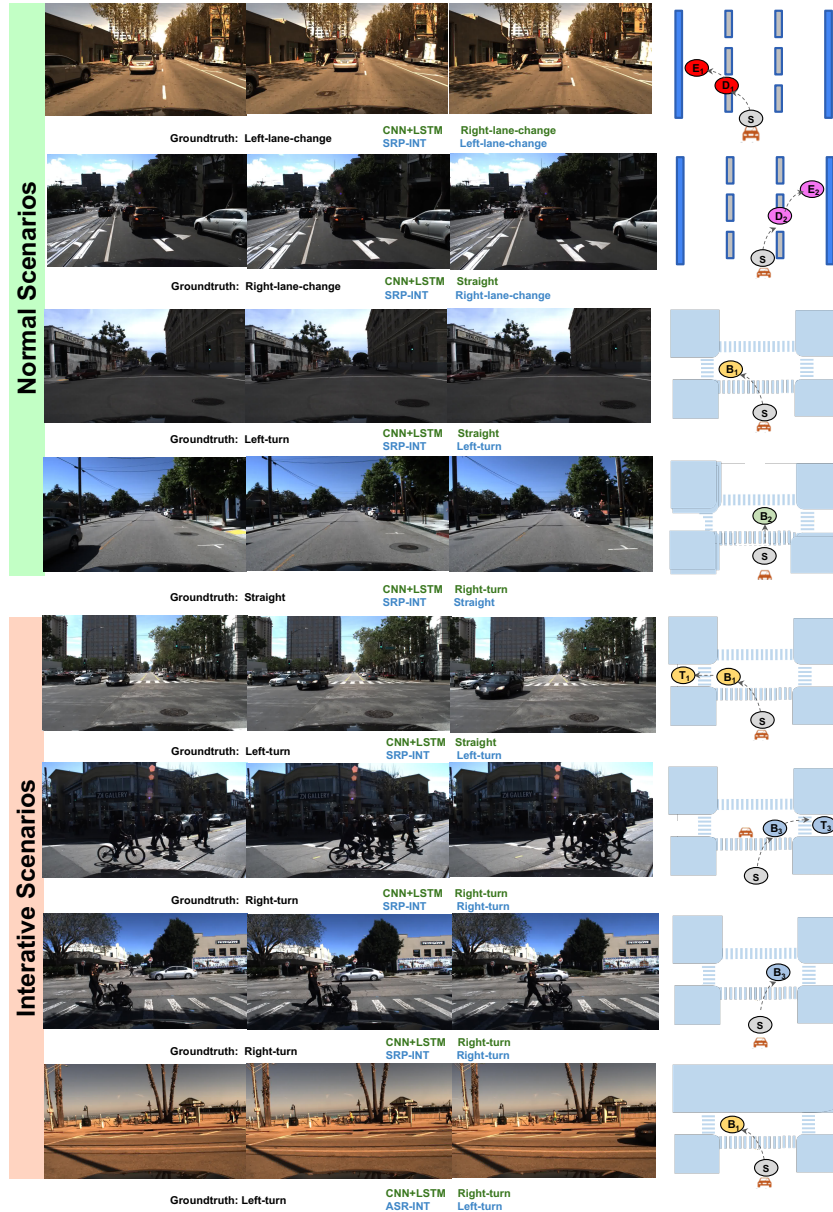 Normal Scenarios
E1
D1
S
Groundtruth: Left-lane-change
CNN+LSTM Right-lane-change
SRP-INT Left-lane-change
E2
D2
S
Groundtruth: Right-lane-change
CNN+LSTM Straight
SRP-INT Right-lane-change
B1
S
Groundtruth: Left-turn
CNN+LSTM Straight
SRP-INT Left-turn
B2
S
Groundtruth: Straight
CNN+LSTM Right-turn
SRP-INT Straight
Interative Scenarios
T1
B1
S
Groundtruth: Left-turn
CNN+LSTM Straight
SRP-INT Left-turn
GALLERY
B3
T3
S
Groundtruth: Right-turn
CNN+LSTM Right-turn
SRP-INT Right-turn
B3
S
Groundtruth: Right-turn
CNN+LSTM Right-turn
SRP-INT Right-turn
B1
S
Groundtruth: Left-turn
CNN+LSTM Right-turn
ASR-INT Left-turn